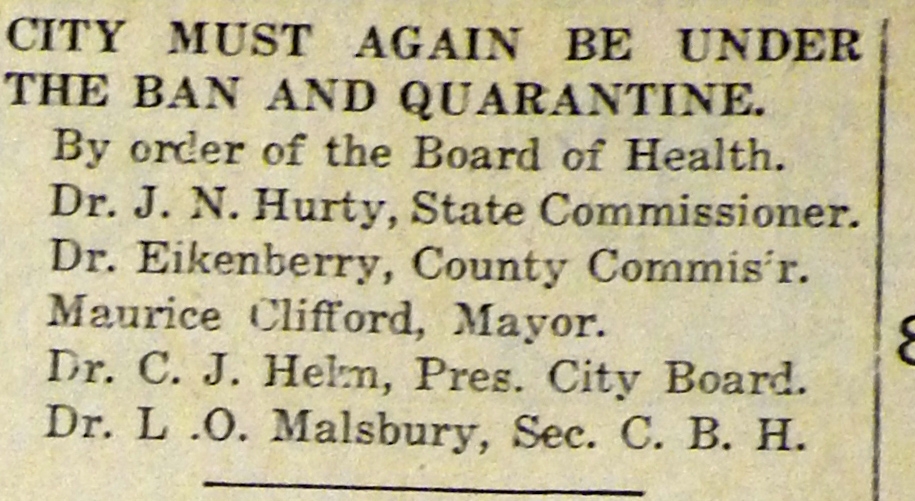 CITY MUST AGAIN BE UNDER
THE BAN AND QUARANTINE.
By order of the Board of Health.
Dr. J. N. Hurty, State Commissioner.
Dr. Eikenberry, County Commis'r.
Maurice Clifford, Mayor.
Dr. C. J. Helm, Pres. City Board.
Dr. L .O. Malsbury, Sec. C. B. H.